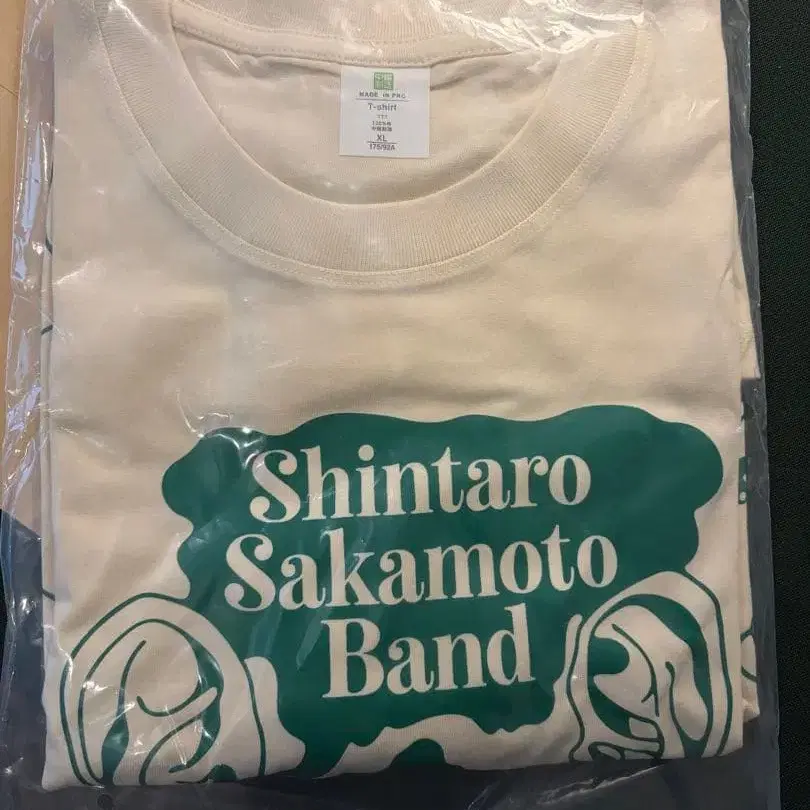 MADE in PRC
T-shirt
XL
175/92A
Shintaro
Sakamoto
Band